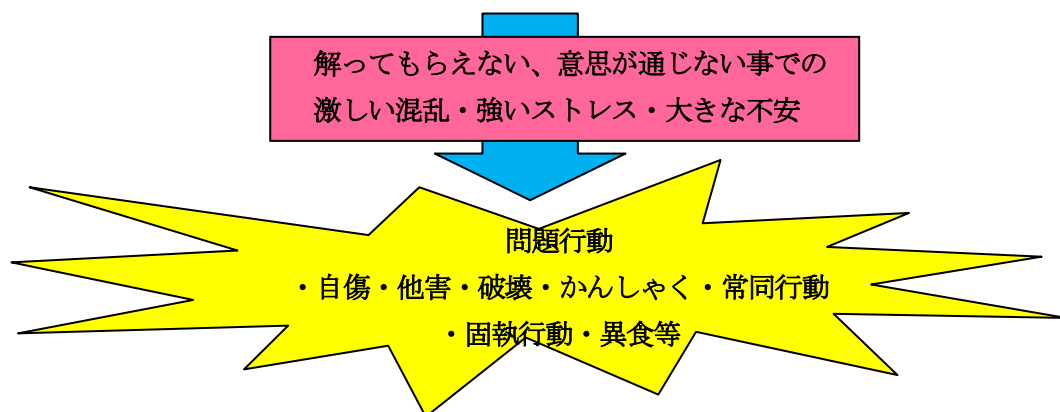 解ってもらえない、意思が通じない事での
激しい混乱・強いストレス・大きな不安
問題行動
・自傷・他害・破壊・かんしゃく・常同行動
・固執行動・異食等